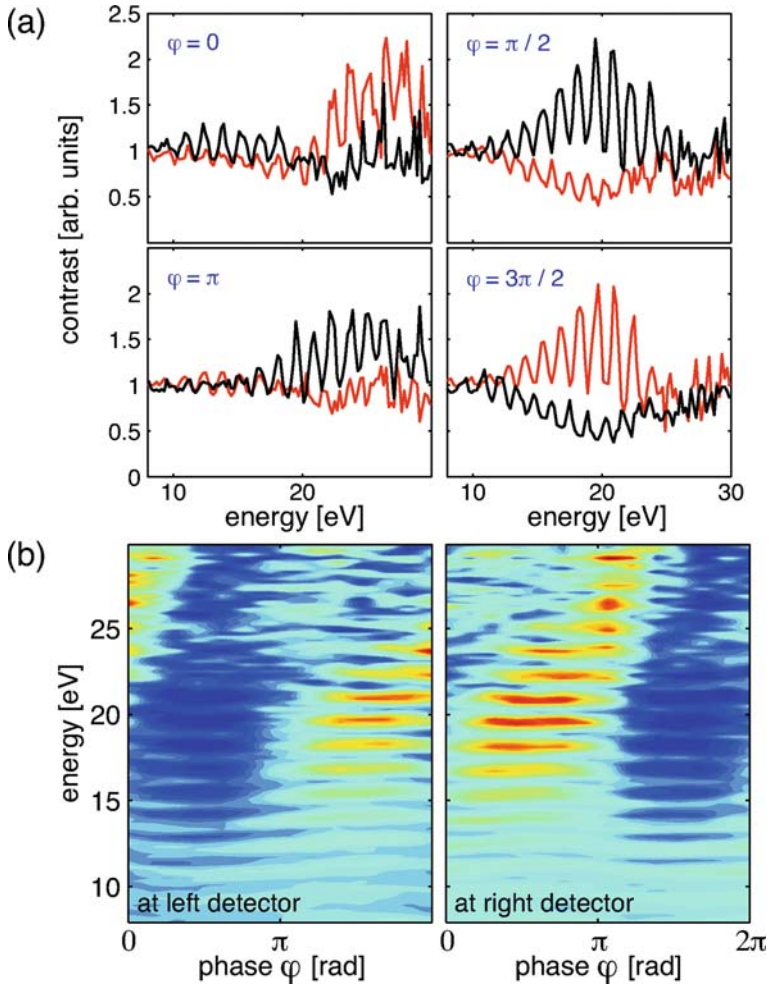 (a)
φ = 0
φ = π / 2
φ = π
φ = 3π / 2
contrast [arb. units]
2.5
2
1.5
1
0.5
2
1.5
1
0.5
0
10 20
10 20 30
energy [eV] energy [eV]
(b)
energy [eV]
25
20
15
10
at left detector
at right detector
0 π
0 π 2π
phase φ [rad] phase φ [rad]